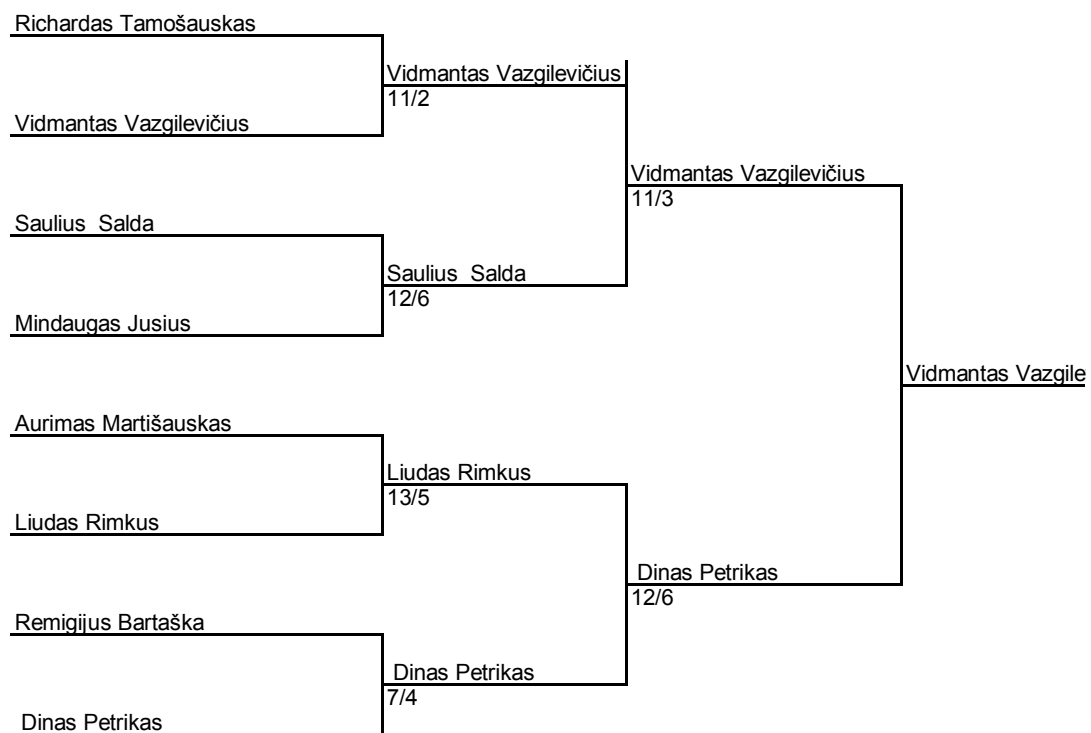 Richardas Tamošauskas
Vidmantas Vazgilevičius
11/2
Vidmantas Vazgilevičius
Vidmantas Vazgilevičius
11/3
Saulius Salda
Saulius Salda
12/6
Mindaugas Jusius
Vidmantas Vazgile
Aurimas Martišauskas
Liudas Rimkus
13/5
Liudas Rimkus
Dinas Petrikas
12/6
Remigijus Bartaška
Dinas Petrikas
7/4
Dinas Petrikas